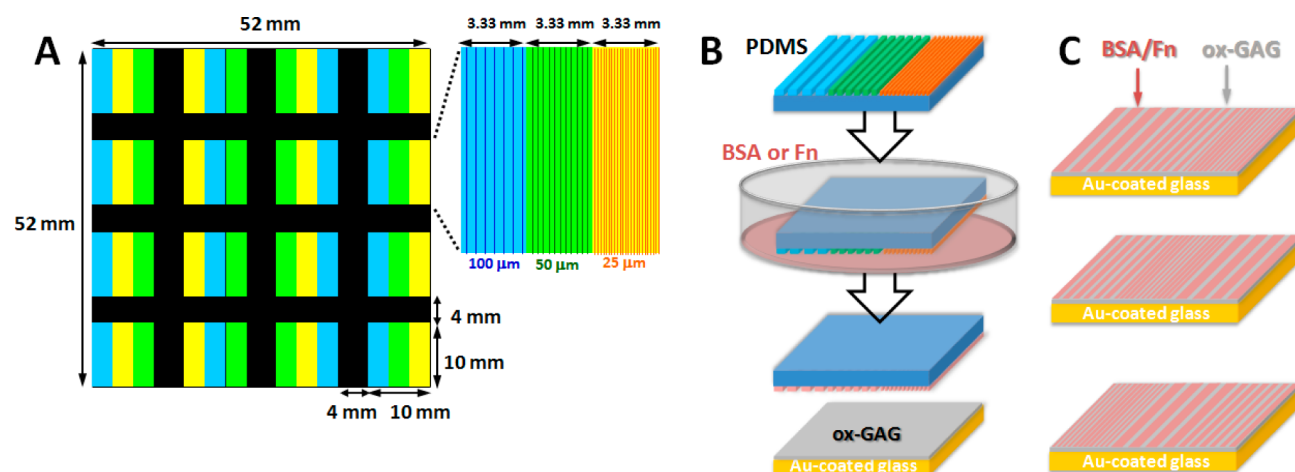 A
52 mm
52 mm
4 mm
10 mm
4 mm
10 mm
3.33 mm
3.33 mm
3.33 mm
100 μm
50 μm
25 μm
B
PDMS
BSA or Fn
ox-GAG
Au-coated glass
C
BSA/Fn
ox-GAG
Au-coated glass
Au-coated glass
Au-coated glass